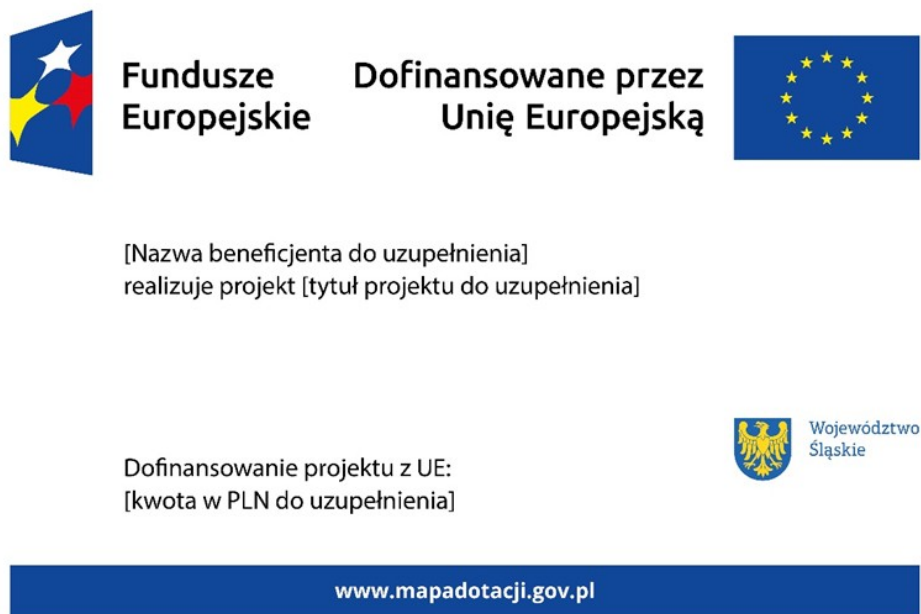 Fundusze
Europejskie
Dofinansowane przez
Unię Europejską
[Nazwa beneficjenta do uzupełnienia]
realizuje projekt [tytuł projektu do uzupełnienia]
Województwo
Śląskie
Dofinansowanie projektu z UE:
[kwota w PLN do uzupełnienia]
www.mapadotacji.gov.pl